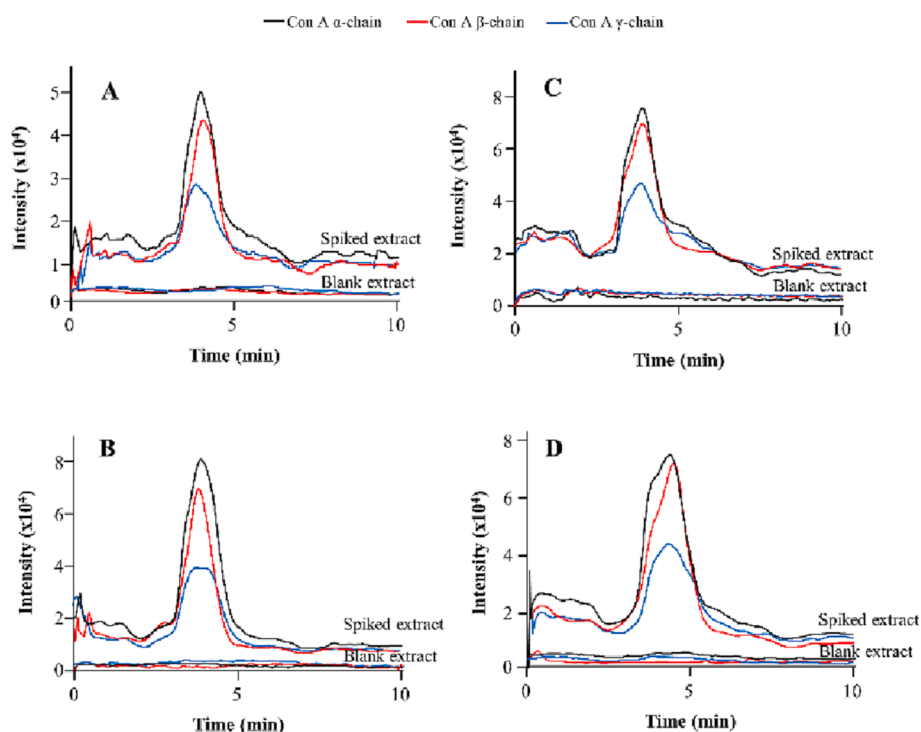 Con A α-chain Con A β-chain Con A γ-chain
A
Intensity (x10⁴)
5
4
3
2
1
0
Spiked extract
Blank extract
0 5 10
Time (min)
C
Intensity (x10⁴)
8
6
4
2
0
Spiked extract
Blank extract
0 5 10
Time (min)
B
Intensity (x10⁴)
8
6
4
2
0
Spiked extract
Blank extract
0 5 10
Time (min)
D
Intensity (x10⁴)
8
6
4
2
0
Spiked extract
Blank extract
0 5 10
Time (min)